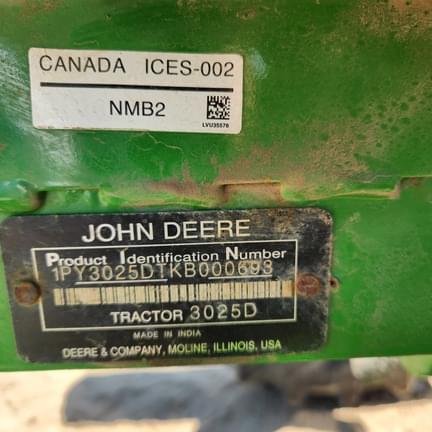 CANADA ICES-002
NMB2
LVU35578
JOHN DEERE
Product Identification Number
1PY3025DTKB000693
TRACTOR 3025D
MADE IN INDIA
DEERE & COMPANY, MOLINE, ILLINOIS, USA